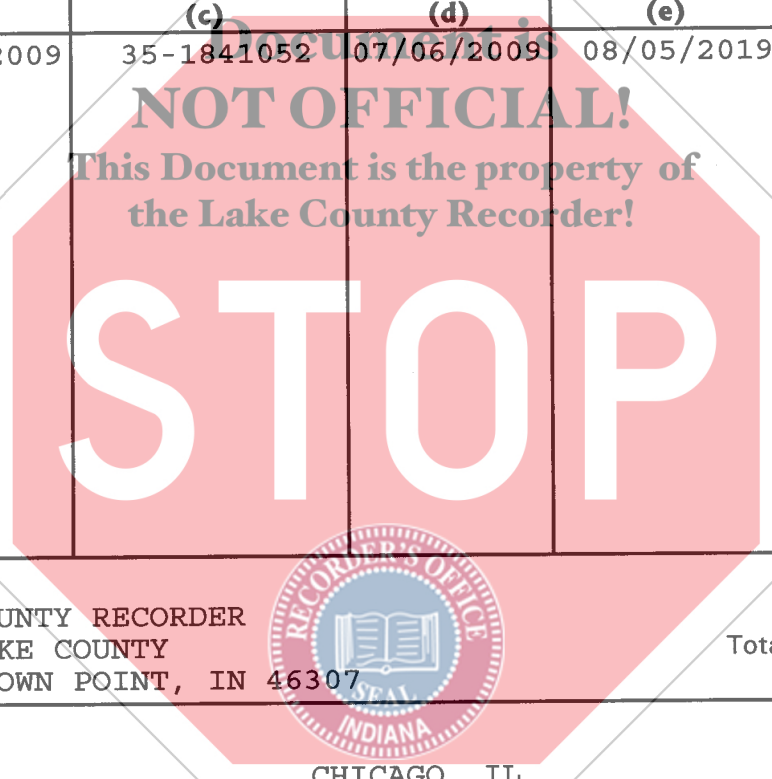 (c) (d) (e)
Document is
2009 35-1841052 07/06/2009 08/05/2019
NOT OFFICIAL!
This Document is the property of
the Lake County Recorder!
STOP
RECORDER'S OFFICE
UNTY RECORDER
KE COUNTY
Tota
OWN POINT, IN 46307
SEAL
INDIANA
CHICAGO, IL